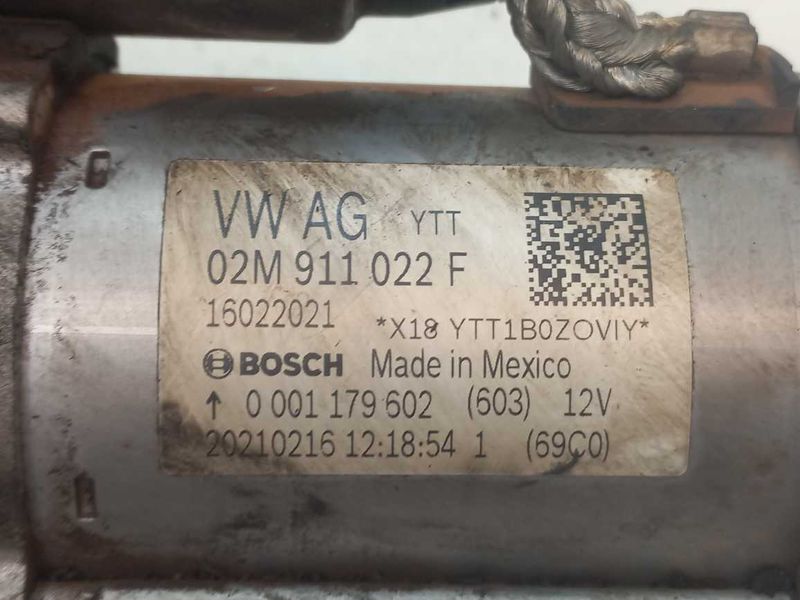 VW AG YTT
02M 911 022 F
16022021 *X18 YTT1B0ZOVIY*
BOSCH Made in Mexico
↑ 0 001 179 602 (603) 12V
20210216 12:18:54 1 (69C0)